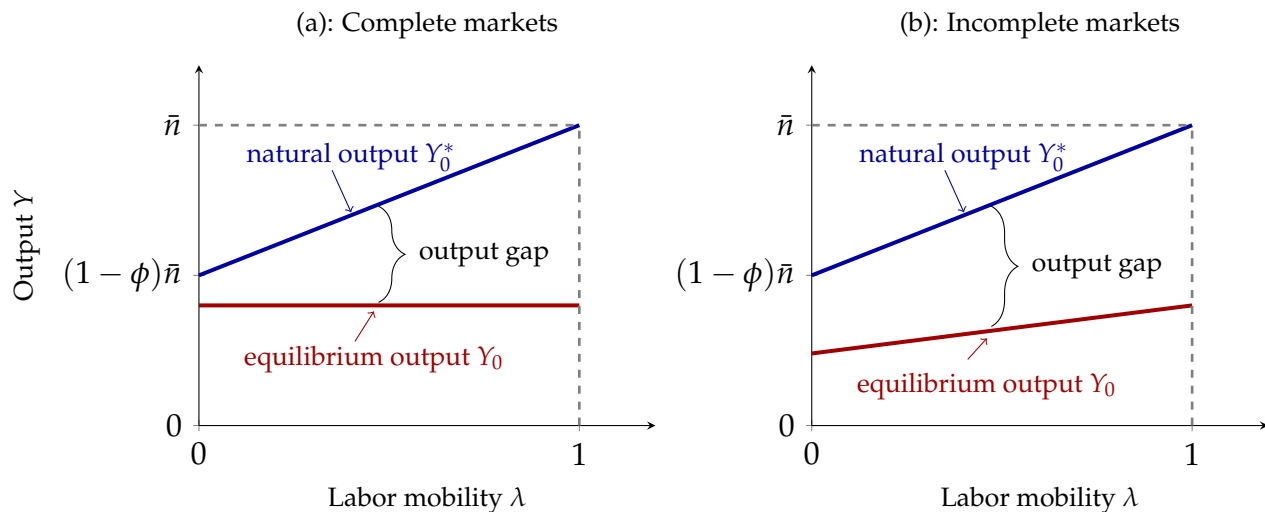 (a): Complete markets
n̄
natural output Y₀*
output gap
(1 − ϕ)n̄
equilibrium output Y₀
0
0
1
Labor mobility λ
Output Y
(b): Incomplete markets
n̄
natural output Y₀*
output gap
(1 − ϕ)n̄
equilibrium output Y₀
0
0
1
Labor mobility λ